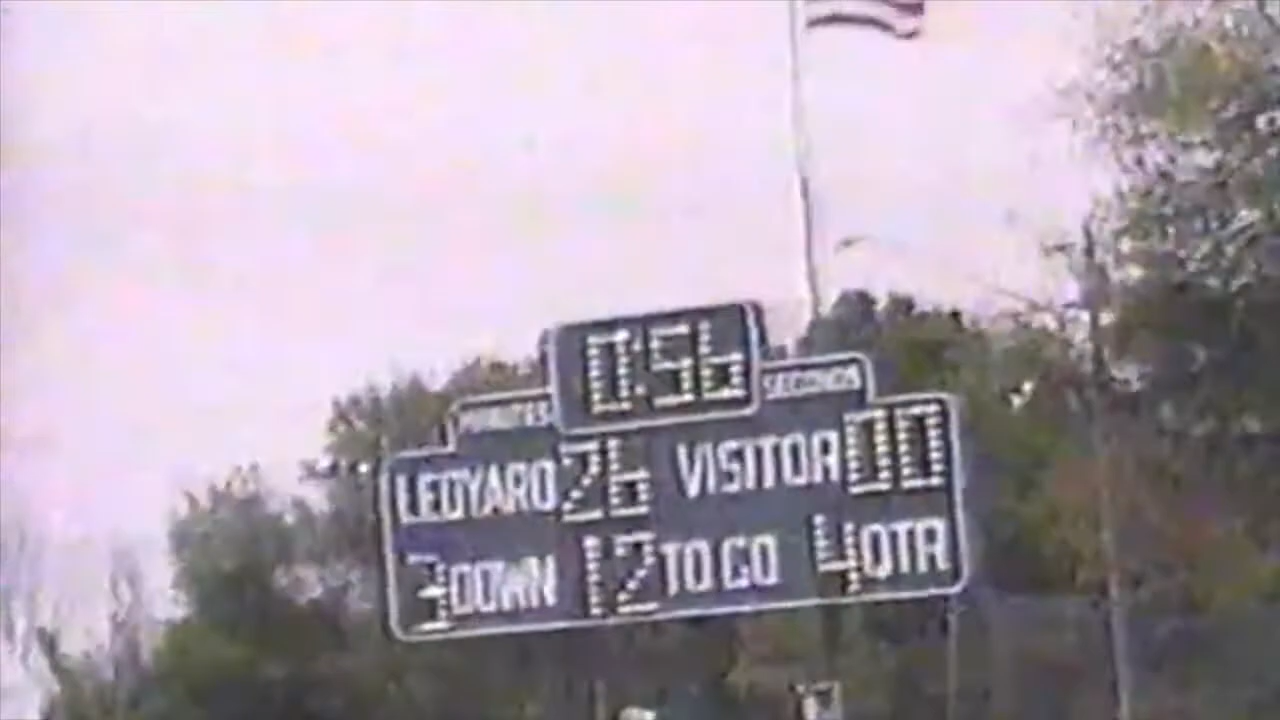 0:56
MINUTES SECONDS
LEDYARD 26 VISITOR 00
3 DOWN 12 TO GO 4 QTR